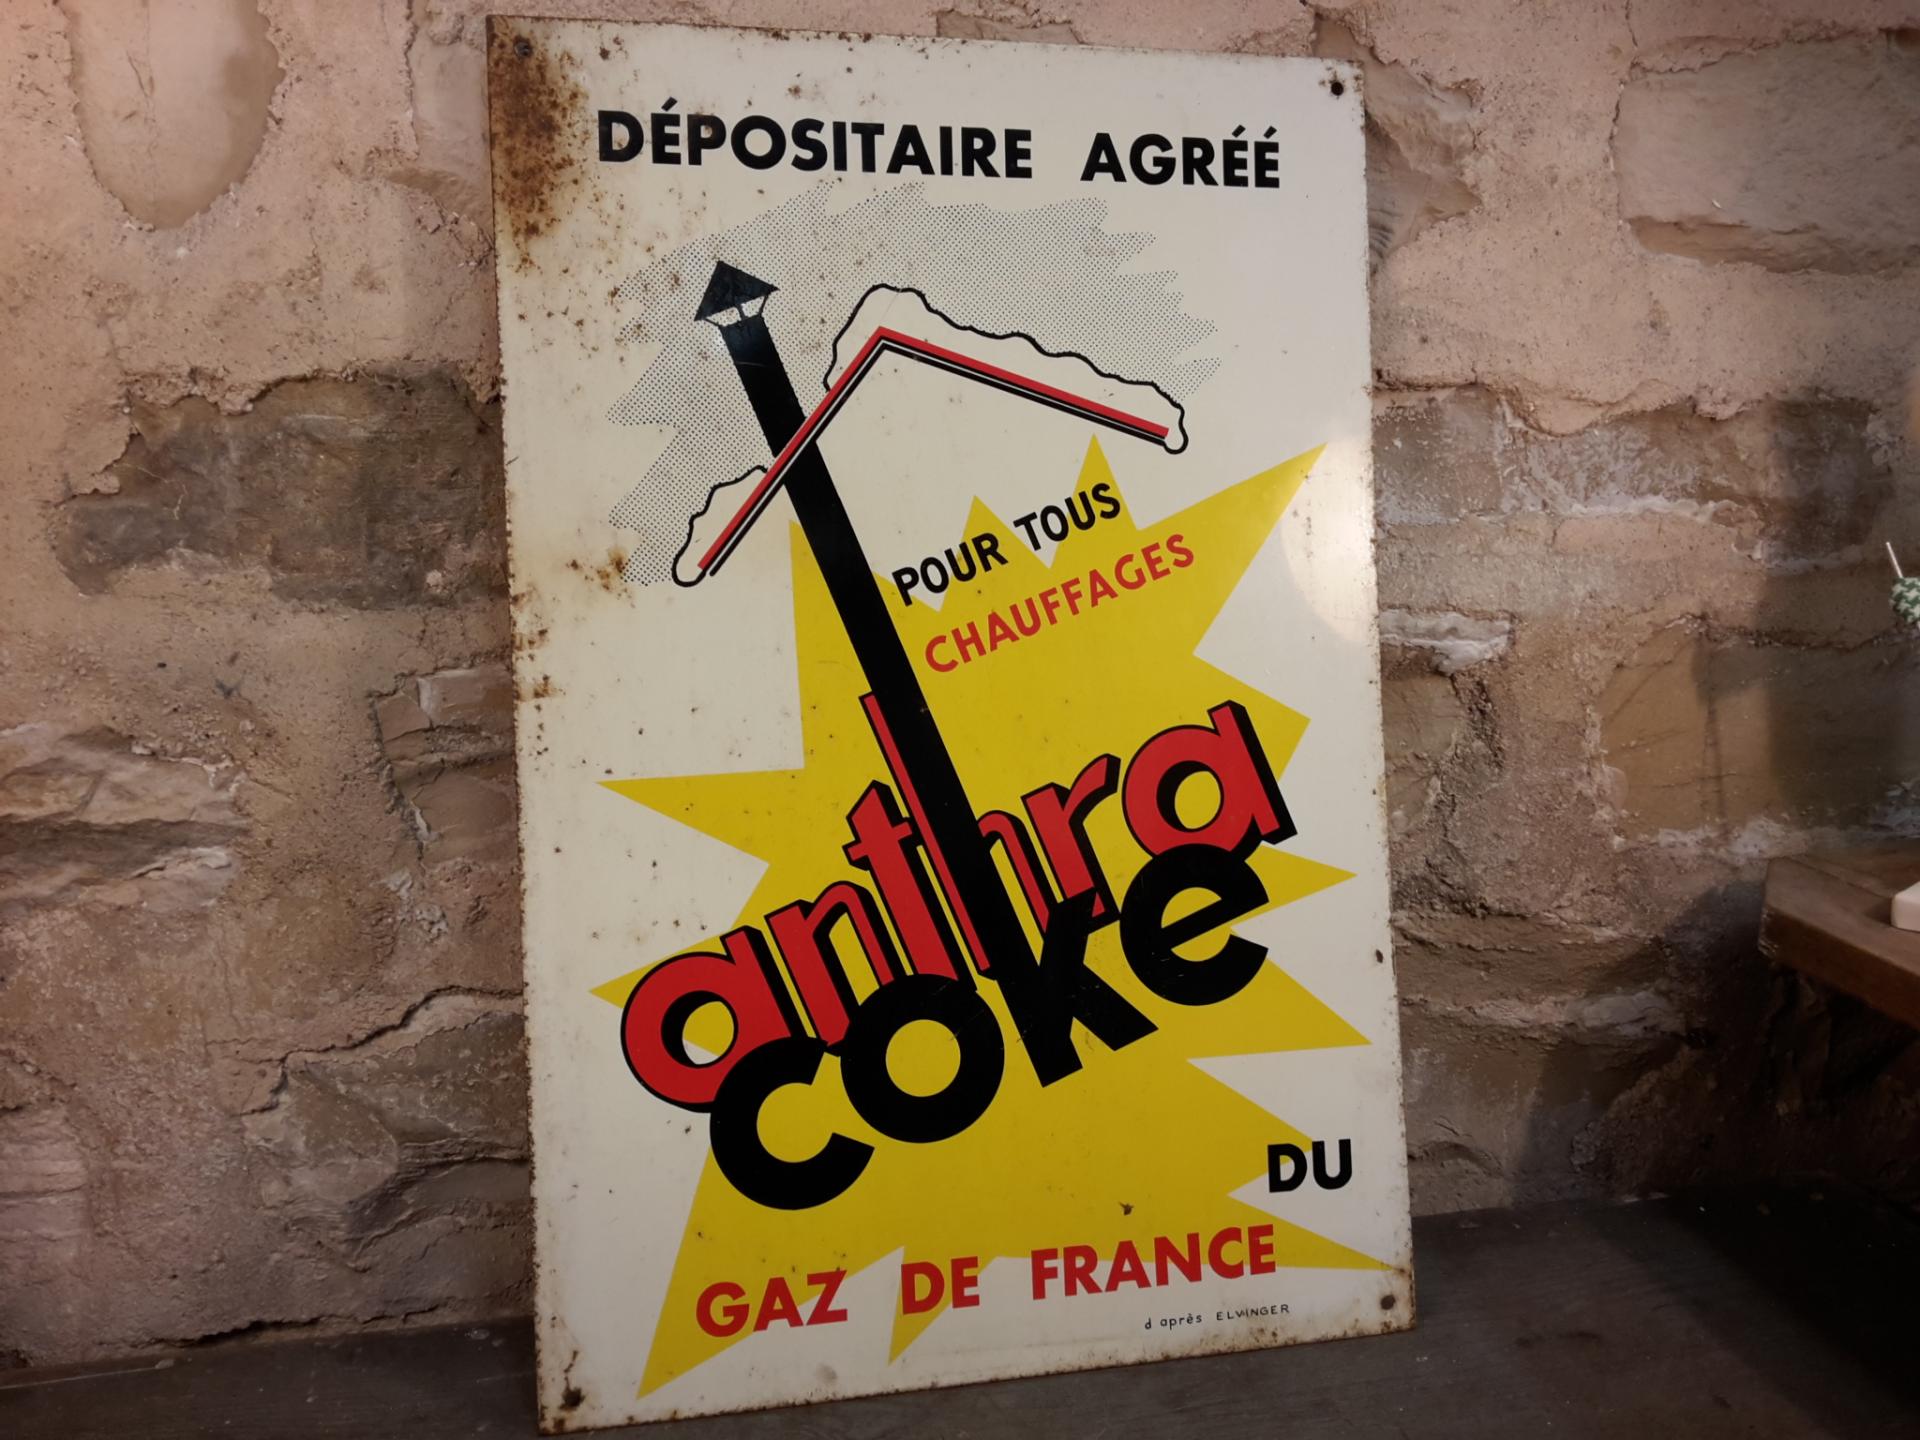 DÉPOSITAIRE AGRÉÉ
POUR TOUS
CHAUFFAGES
anthra
coke
DU
GAZ DE FRANCE
d après ELVINGER